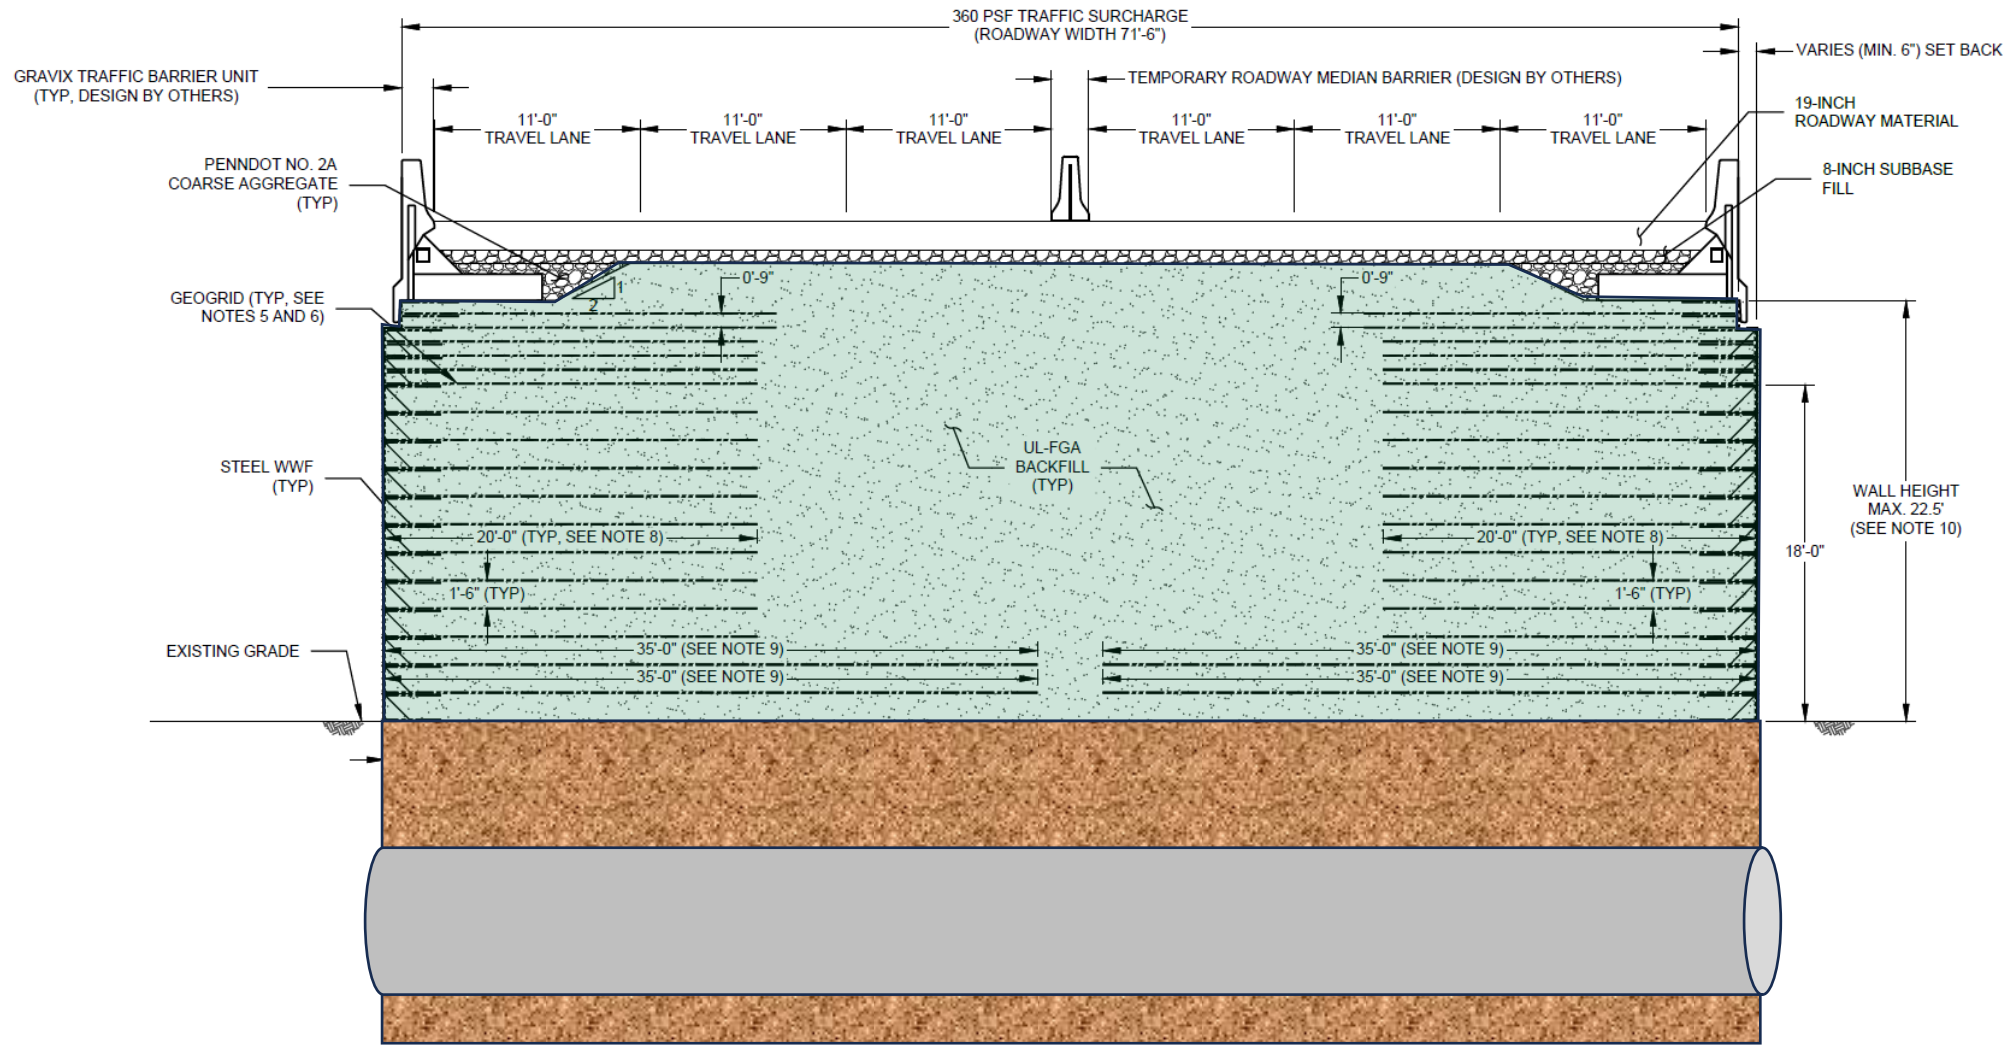 360 PSF TRAFFIC SURCHARGE
(ROADWAY WIDTH 71'-6")
VARIES (MIN. 6") SET BACK
GRAVIX TRAFFIC BARRIER UNIT
(TYP, DESIGN BY OTHERS)
TEMPORARY ROADWAY MEDIAN BARRIER (DESIGN BY OTHERS)
19-INCH
ROADWAY MATERIAL
11'-0"
TRAVEL LANE
11'-0"
TRAVEL LANE
11'-0"
TRAVEL LANE
11'-0"
TRAVEL LANE
11'-0"
TRAVEL LANE
11'-0"
TRAVEL LANE
PENNDOT NO. 2A
COARSE AGGREGATE
(TYP)
8-INCH SUBBASE
FILL
0'-9"
0'-9"
1
2
GEOGRID (TYP, SEE
NOTES 5 AND 6)
UL-FGA
BACKFILL
(TYP)
STEEL WWF
(TYP)
WALL HEIGHT
MAX. 22.5'
(SEE NOTE 10)
20'-0" (TYP, SEE NOTE 8)
20'-0" (TYP, SEE NOTE 8)
18'-0"
1'-6" (TYP)
1'-6" (TYP)
EXISTING GRADE
35'-0" (SEE NOTE 9)
35'-0" (SEE NOTE 9)
35'-0" (SEE NOTE 9)
35'-0" (SEE NOTE 9)